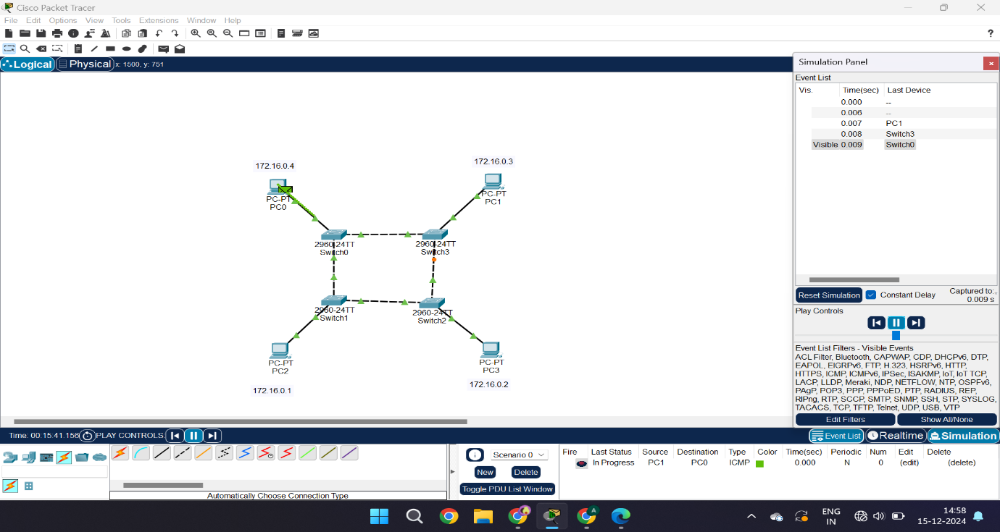 Cisco Packet Tracer
File Edit Options View Tools Extensions Window Help
Logical Physical x: 1500, y: 751
172.16.0.4
172.16.0.3
PC-PT
PC0
PC-PT
PC1
2960-24TT
Switch0
2960-24TT
Switch3
2960-24TT
Switch1
2960-24TT
Switch2
PC-PT
PC2
PC-PT
PC3
172.16.0.1
172.16.0.2
Simulation Panel
Event List
Vis. Time(sec) Last Device
0.000 --
0.006 --
0.007 PC1
0.008 Switch3
Visible 0.009 Switch0
Reset Simulation Constant Delay Captured to:
0.009 s
Play Controls
Event List Filters - Visible Events
ACL Filter, Bluetooth, CAPWAP, CDP, DHCPv6, DTP,
EAPOL, EIGRPv6, FTP, H.323, HSRPv6, HTTP,
HTTPS, ICMP, ICMPv6, IPSec, ISAKMP, IoT, IoT TCP,
LACP, LLDP, Meraki, NDP, NETFLOW, NTP, OSPFv6,
PAgP, POP3, PPP, PPPoED, PTP, RADIUS, REP,
RIPng, RTP, SCCP, SMTP, SNMP, SSH, STP, SYSLOG,
TACACS, TCP, TFTP, Telnet, UDP, USB, VTP
Edit Filters Show All/None
Time: 00:15:41.156 PLAY CONTROLS: Event List Realtime Simulation
Scenario 0
New Delete
Toggle PDU List Window
Automatically Choose Connection Type
Fire Last Status Source Destination Type Color Time(sec) Periodic Num Edit Delete
In Progress PC1 PC0 ICMP 0.000 N 0 (edit) (delete)
ENG
IN
14:58
15-12-2024